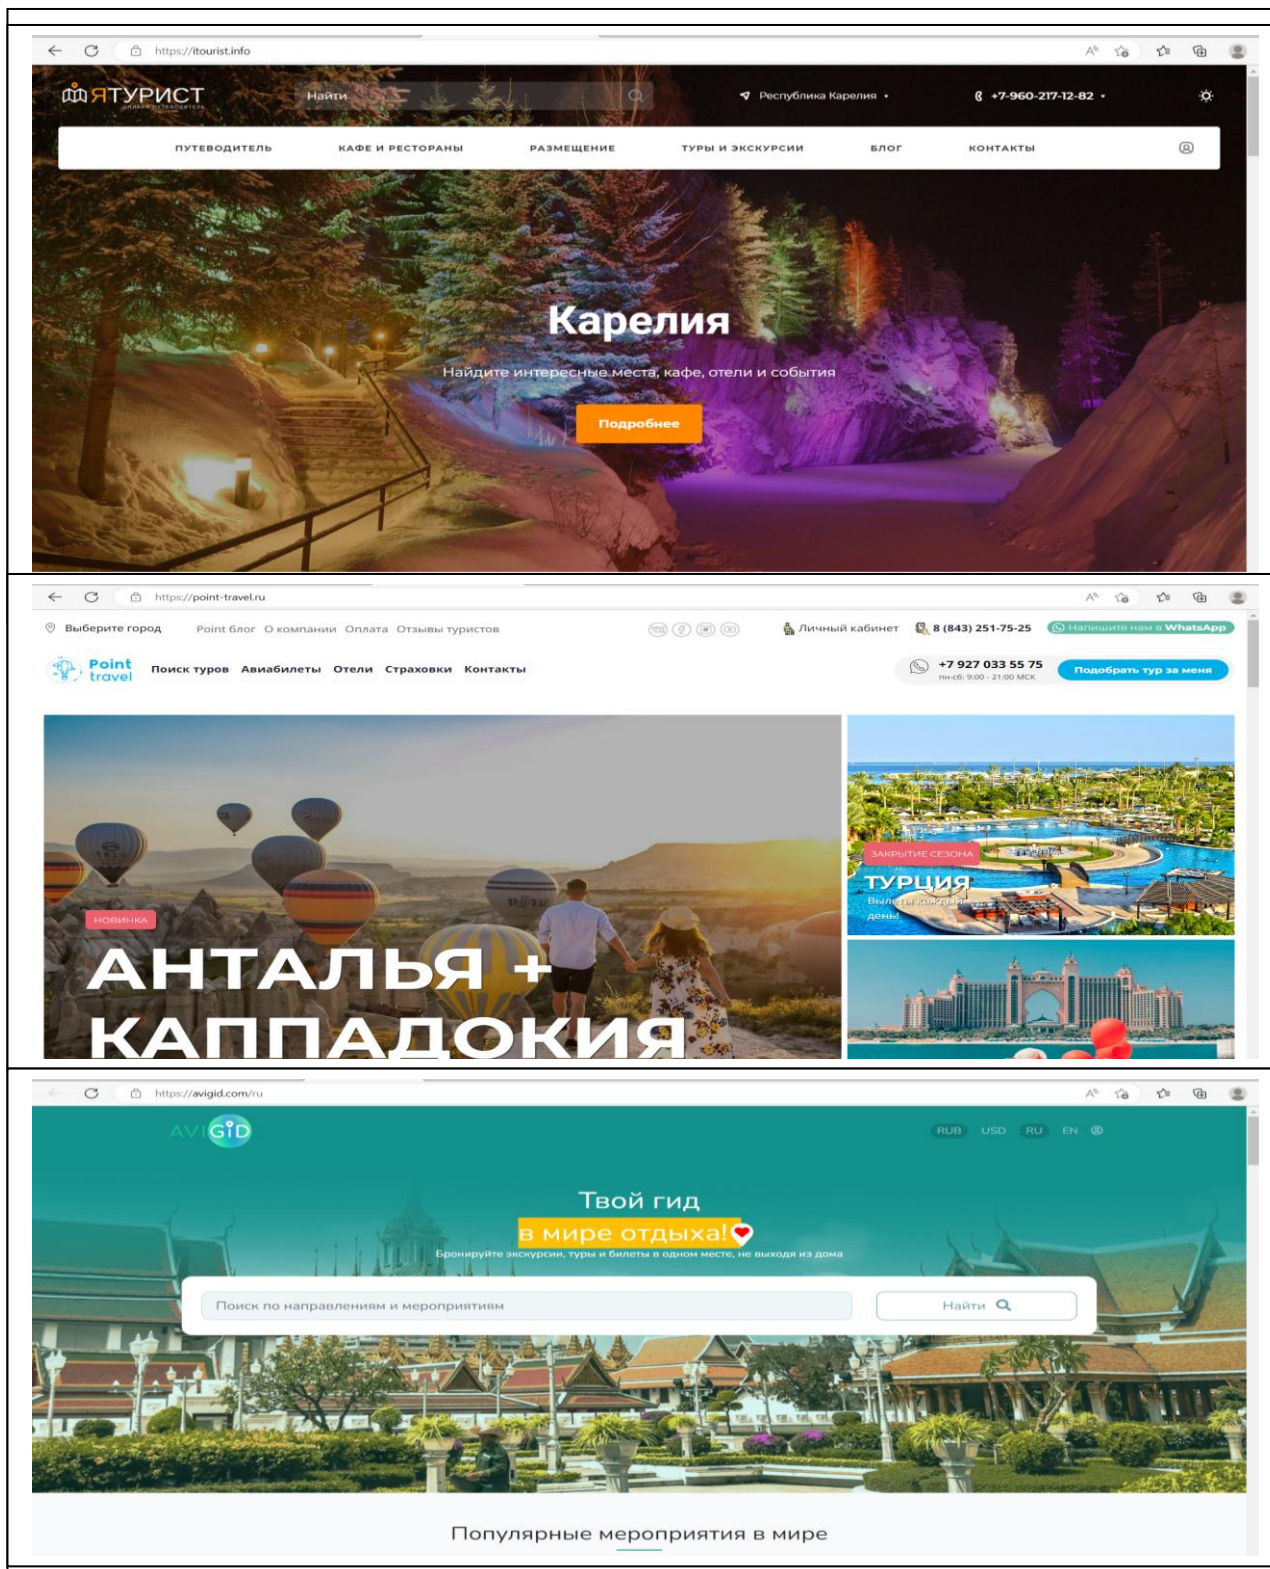 https://itourist.info
ЯТУРИСТ
ОНЛАЙН ПУТЕВОДИТЕЛЬ
Найти
Республика Карелия
+7-960-217-12-82
ПУТЕВОДИТЕЛЬ КАФЕ И РЕСТОРАНЫ РАЗМЕЩЕНИЕ ТУРЫ И ЭКСКУРСИИ БЛОГ КОНТАКТЫ
Карелия
Найдите интересные места, кафе, отели и события
Подробнее
https://point-travel.ru
Выберите город Point блог О компании Оплата Отзывы туристов Личный кабинет 8 (843) 251-75-25 Напишите нам в WhatsApp
Point
travel
Поиск туров Авиабилеты Отели Страховки Контакты
+7 927 033 55 75
пн-сб: 9:00 - 21:00 МСК
Подобрать тур за меня
НОВИНКА
АНТАЛЬЯ +
КАППАДОКИЯ
ЗАКРЫТИЕ СЕЗОНА
ТУРЦИЯ
Вылеты каждый
день!
https://avigid.com/ru
AVIGID
RUB USD RU EN
Твой гид
в мире отдыха!
Бронируйте экскурсии, туры и билеты в одном месте, не выходя из дома
Поиск по направлениям и мероприятиям
Найти
Популярные мероприятия в мире